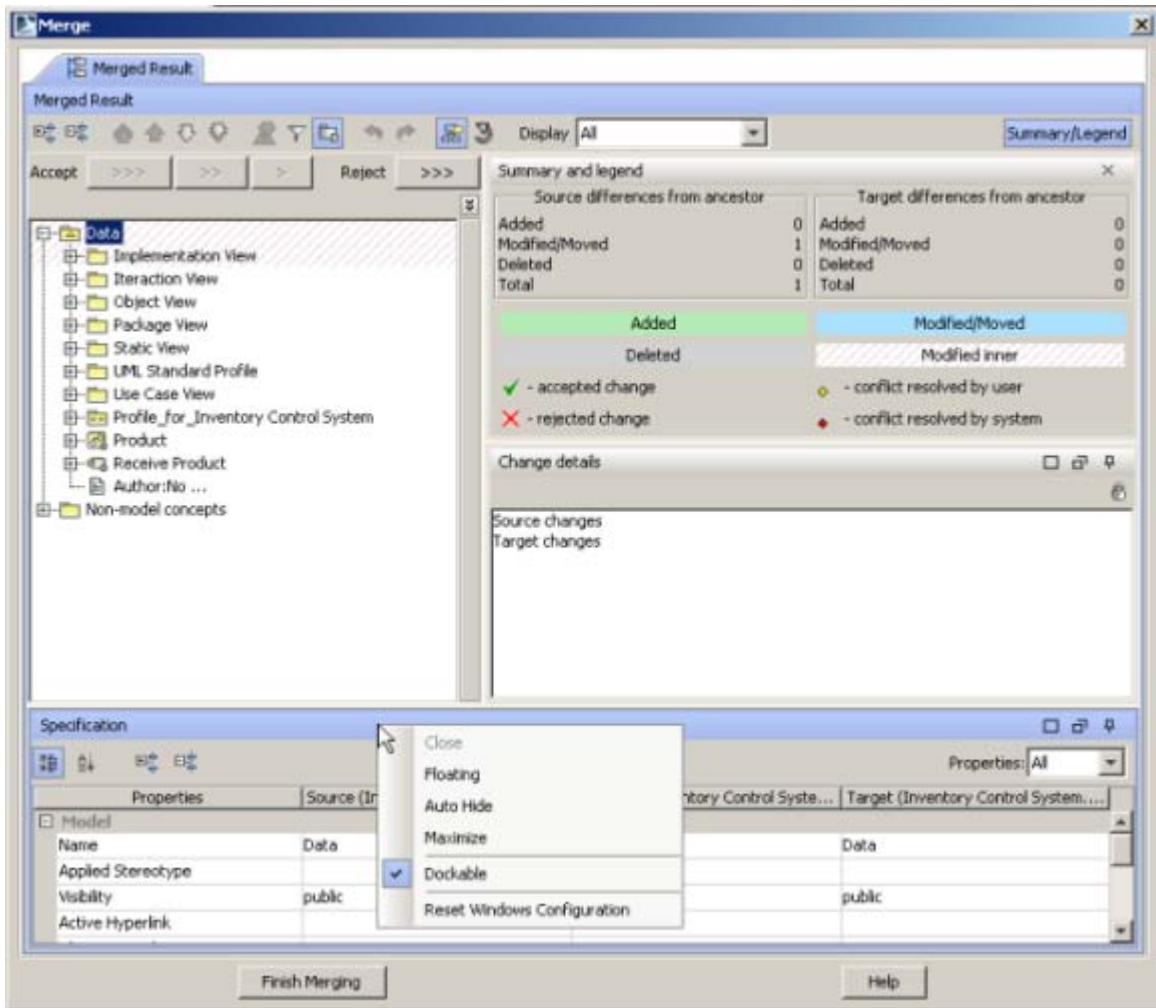 Merge
Merged Result
Merged Result
Display All Summary/Legend
Accept >>> >> > Reject >>>
Summary and legend
Source differences from ancestor
Added 0
Modified/Moved 1
Deleted 0
Total 1
Target differences from ancestor
Added 0
Modified/Moved 0
Deleted 0
Total 0
Added
Modified/Moved
Deleted
Modified inner
- accepted change
- conflict resolved by user
- rejected change
- conflict resolved by system
Data
Implementation View
Iteraction View
Object View
Package View
Static View
UML Standard Profile
Use Case View
Profile_for_Inventory Control System
Product
Receive Product
Author:No ...
Non-model concepts
Change details
Source changes
Target changes
Specification
Properties: All
Properties Source (In ntory Control Syste... Target (Inventory Control System....
Model
Name Data Data
Applied Stereotype
Visibility public public
Active Hyperlink
Close
Floating
Auto Hide
Maximize
Dockable
Reset Windows Configuration
Finish Merging
Help